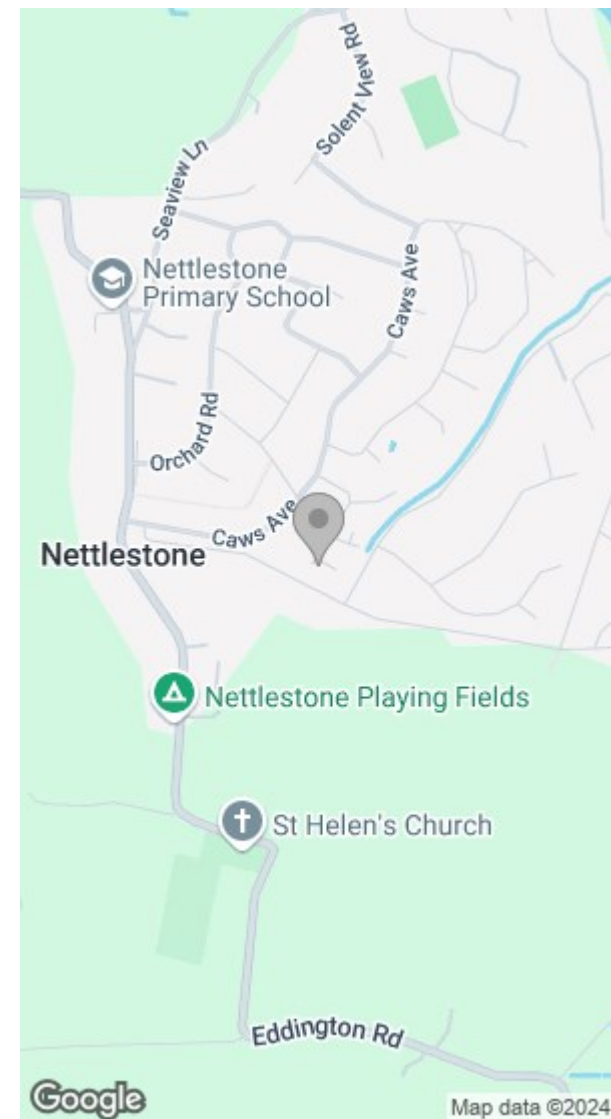 Solent View Rd
Seaview Ln
Nettlestone
Primary School
Caws Ave
Orchard Rd
Caws Ave
Nettlestone
Nettlestone Playing Fields
St Helen's Church
Eddington Rd
Google
Map data ©2024